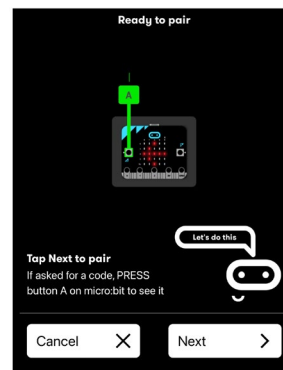 Ready to pair
A
Let's do this
Tap Next to pair
If asked for a code, PRESS
button A on micro:bit to see it
Cancel
Next